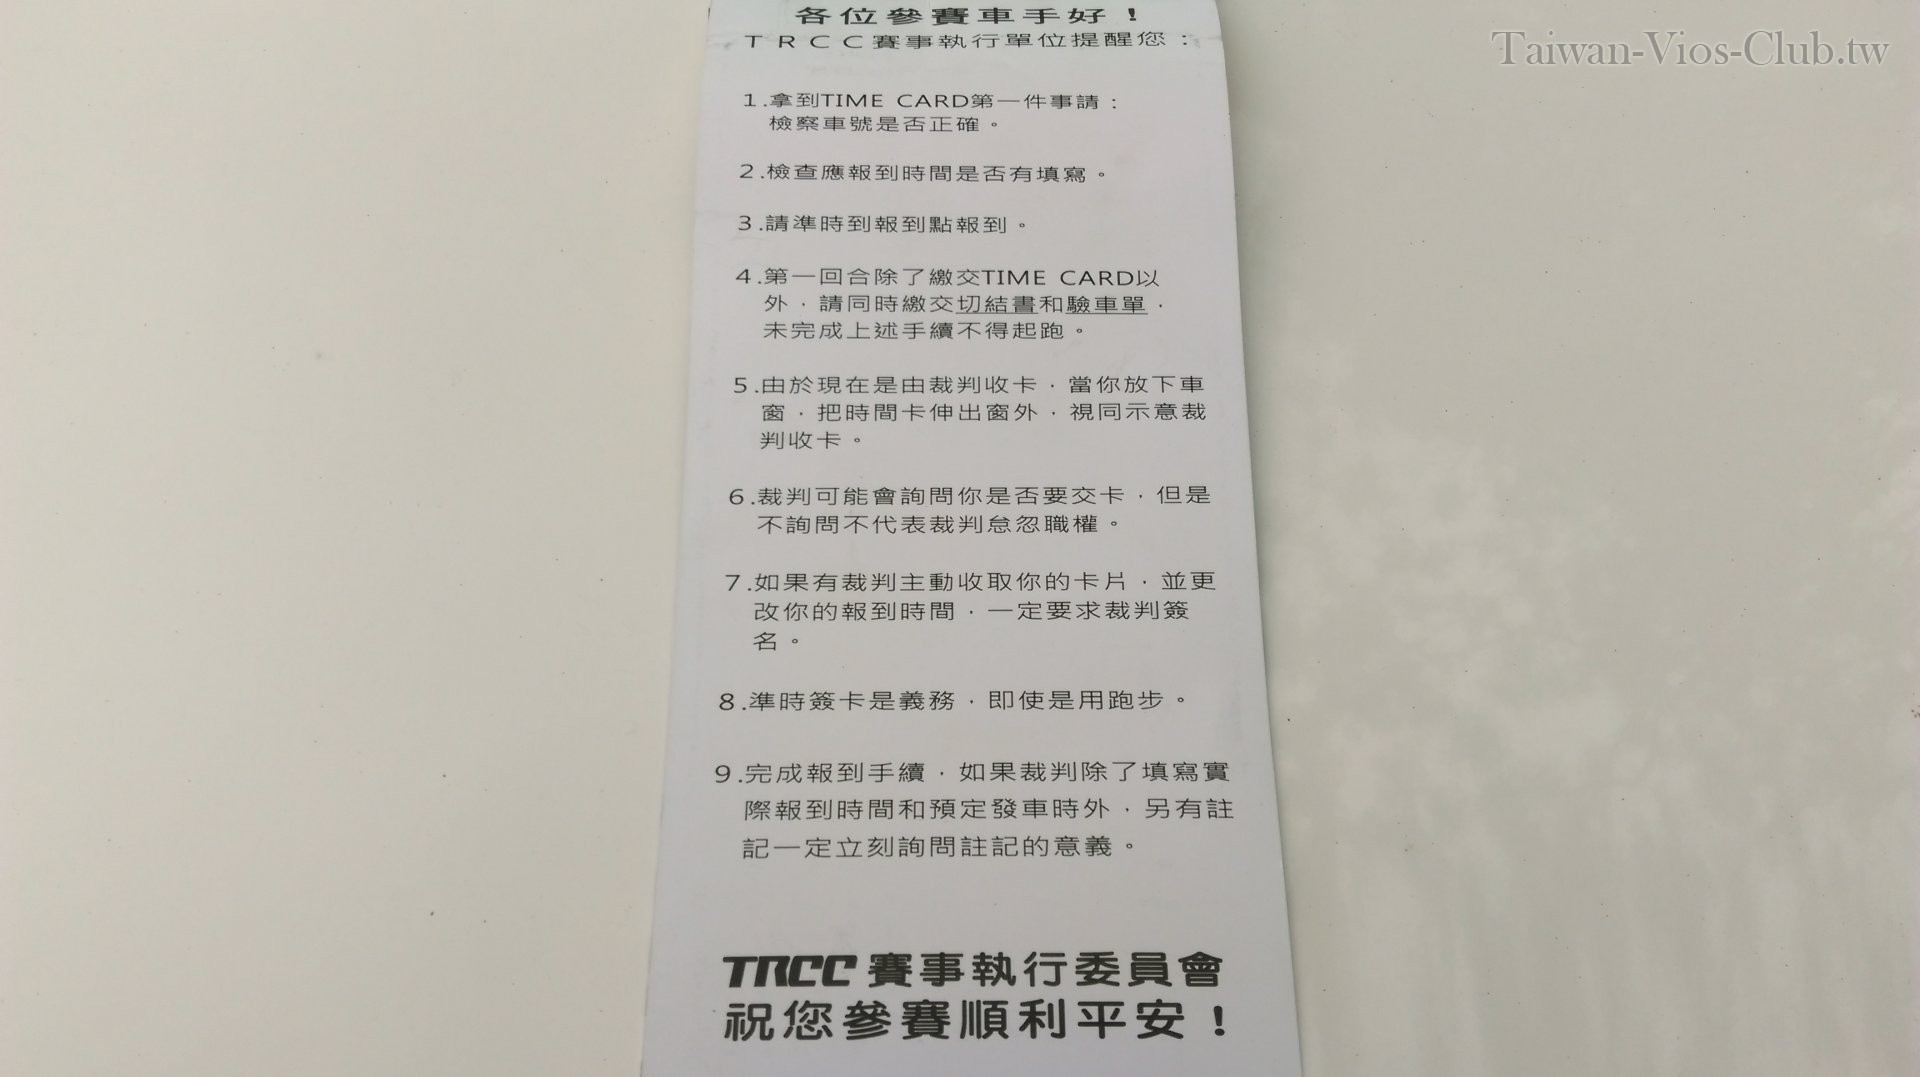 Taiwan-Vios-Club.tw
各位參賽車手好！
TRCC賽事執行單位提醒您：
1.拿到TIME CARD第一件事請：
檢察車號是否正確。
2.檢查應報到時間是否有填寫。
3.請準時到報到點報到。
4.第一回合除了繳交TIME CARD以
外，請同時繳交切結書和驗車單，
未完成上述手續不得起跑。
5.由於現在是由裁判收卡，當你放下車
窗，把時間卡伸出窗外，視同示意裁
判收卡。
6.裁判可能會詢問你是否要交卡，但是
不詢問不代表裁判怠忽職權。
7.如果有裁判主動收取你的卡片，並更
改你的報到時間，一定要求裁判簽
名。
8.準時簽卡是義務，即使是用跑步。
9.完成報到手續，如果裁判除了填寫實
際報到時間和預定發車時外，另有註
記一定立刻詢問註記的意義。
TRCC 賽事執行委員會
祝您參賽順利平安！